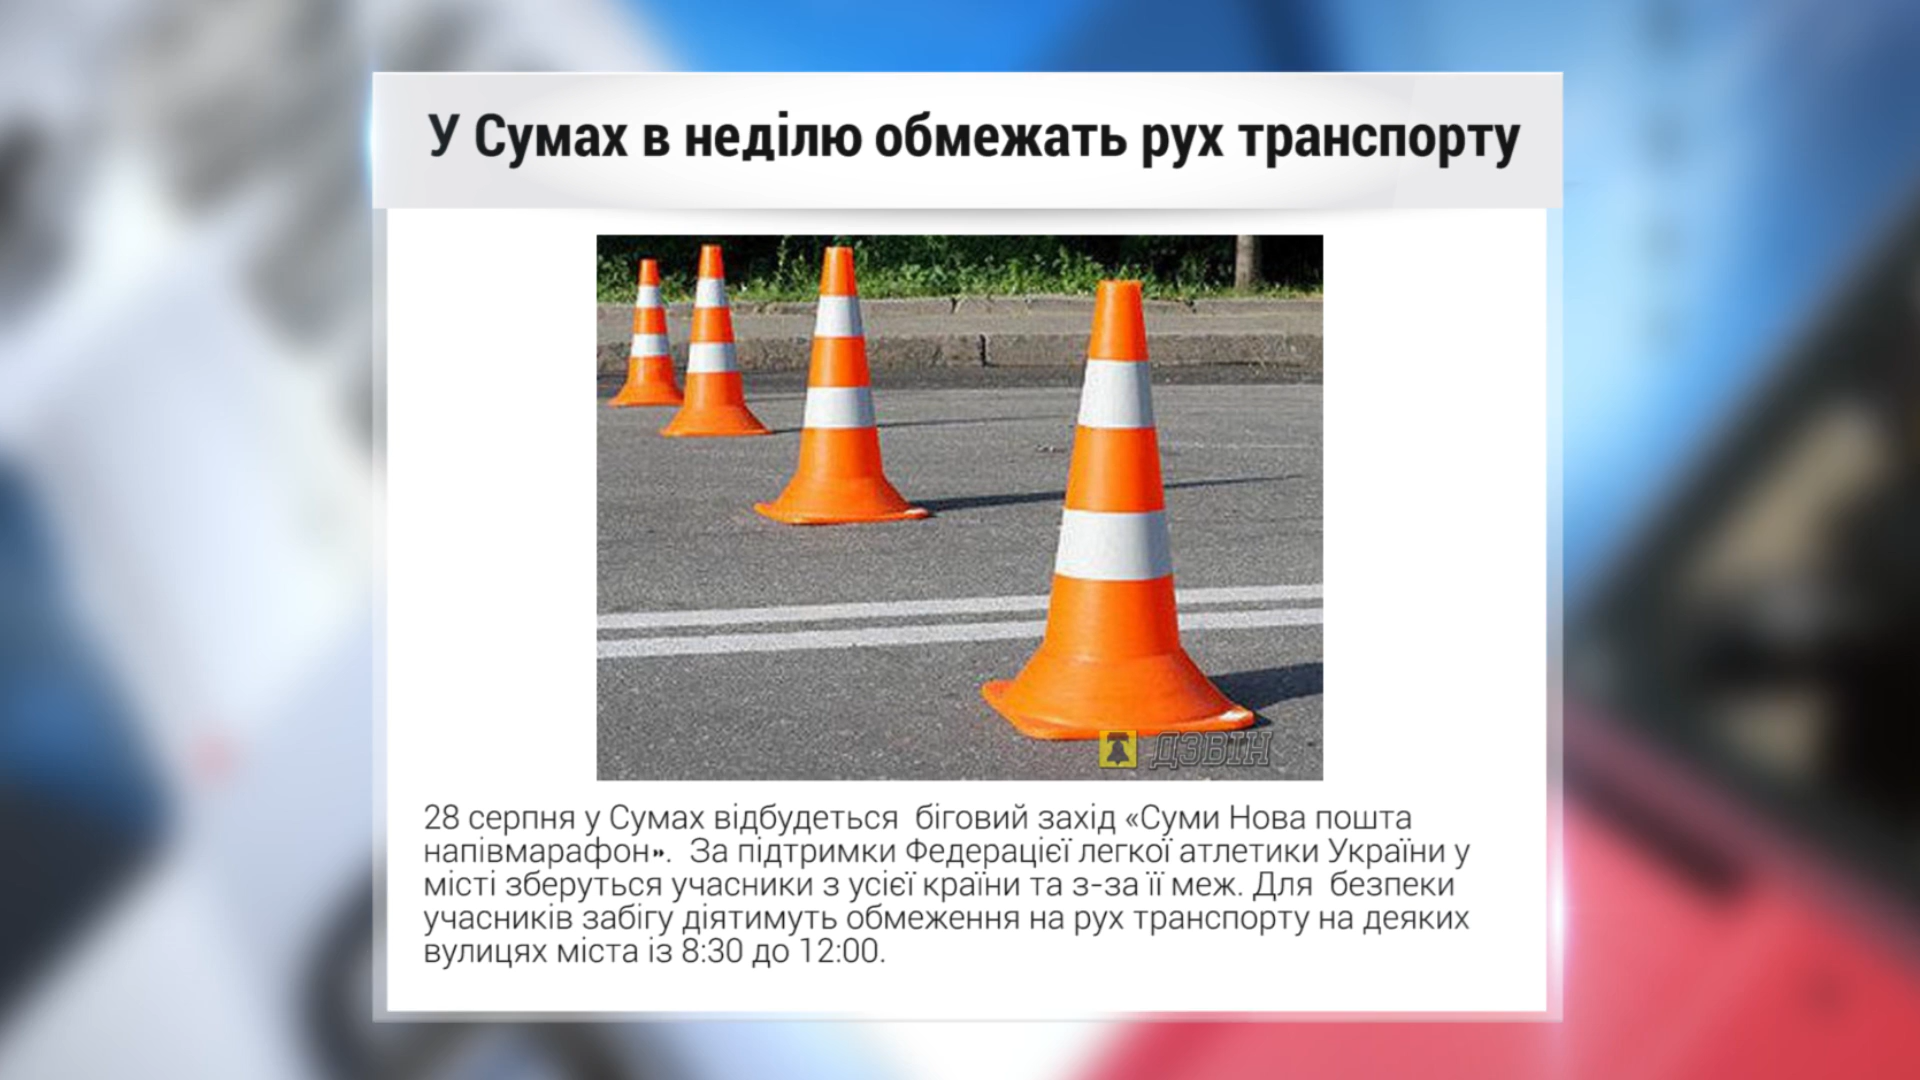 У Сумах в неділю обмежать рух транспорту
ДЗВІН
28 серпня у Сумах відбудеться біговий захід «Суми Нова пошта
напівмарафон». За підтримки Федерацієї легкої атлетики України у
місті зберуться учасники з усієї країни та з-за її меж. Для безпеки
учасників забігу діятимуть обмеження на рух транспорту на деяких
вулицях міста із 8:30 до 12:00.